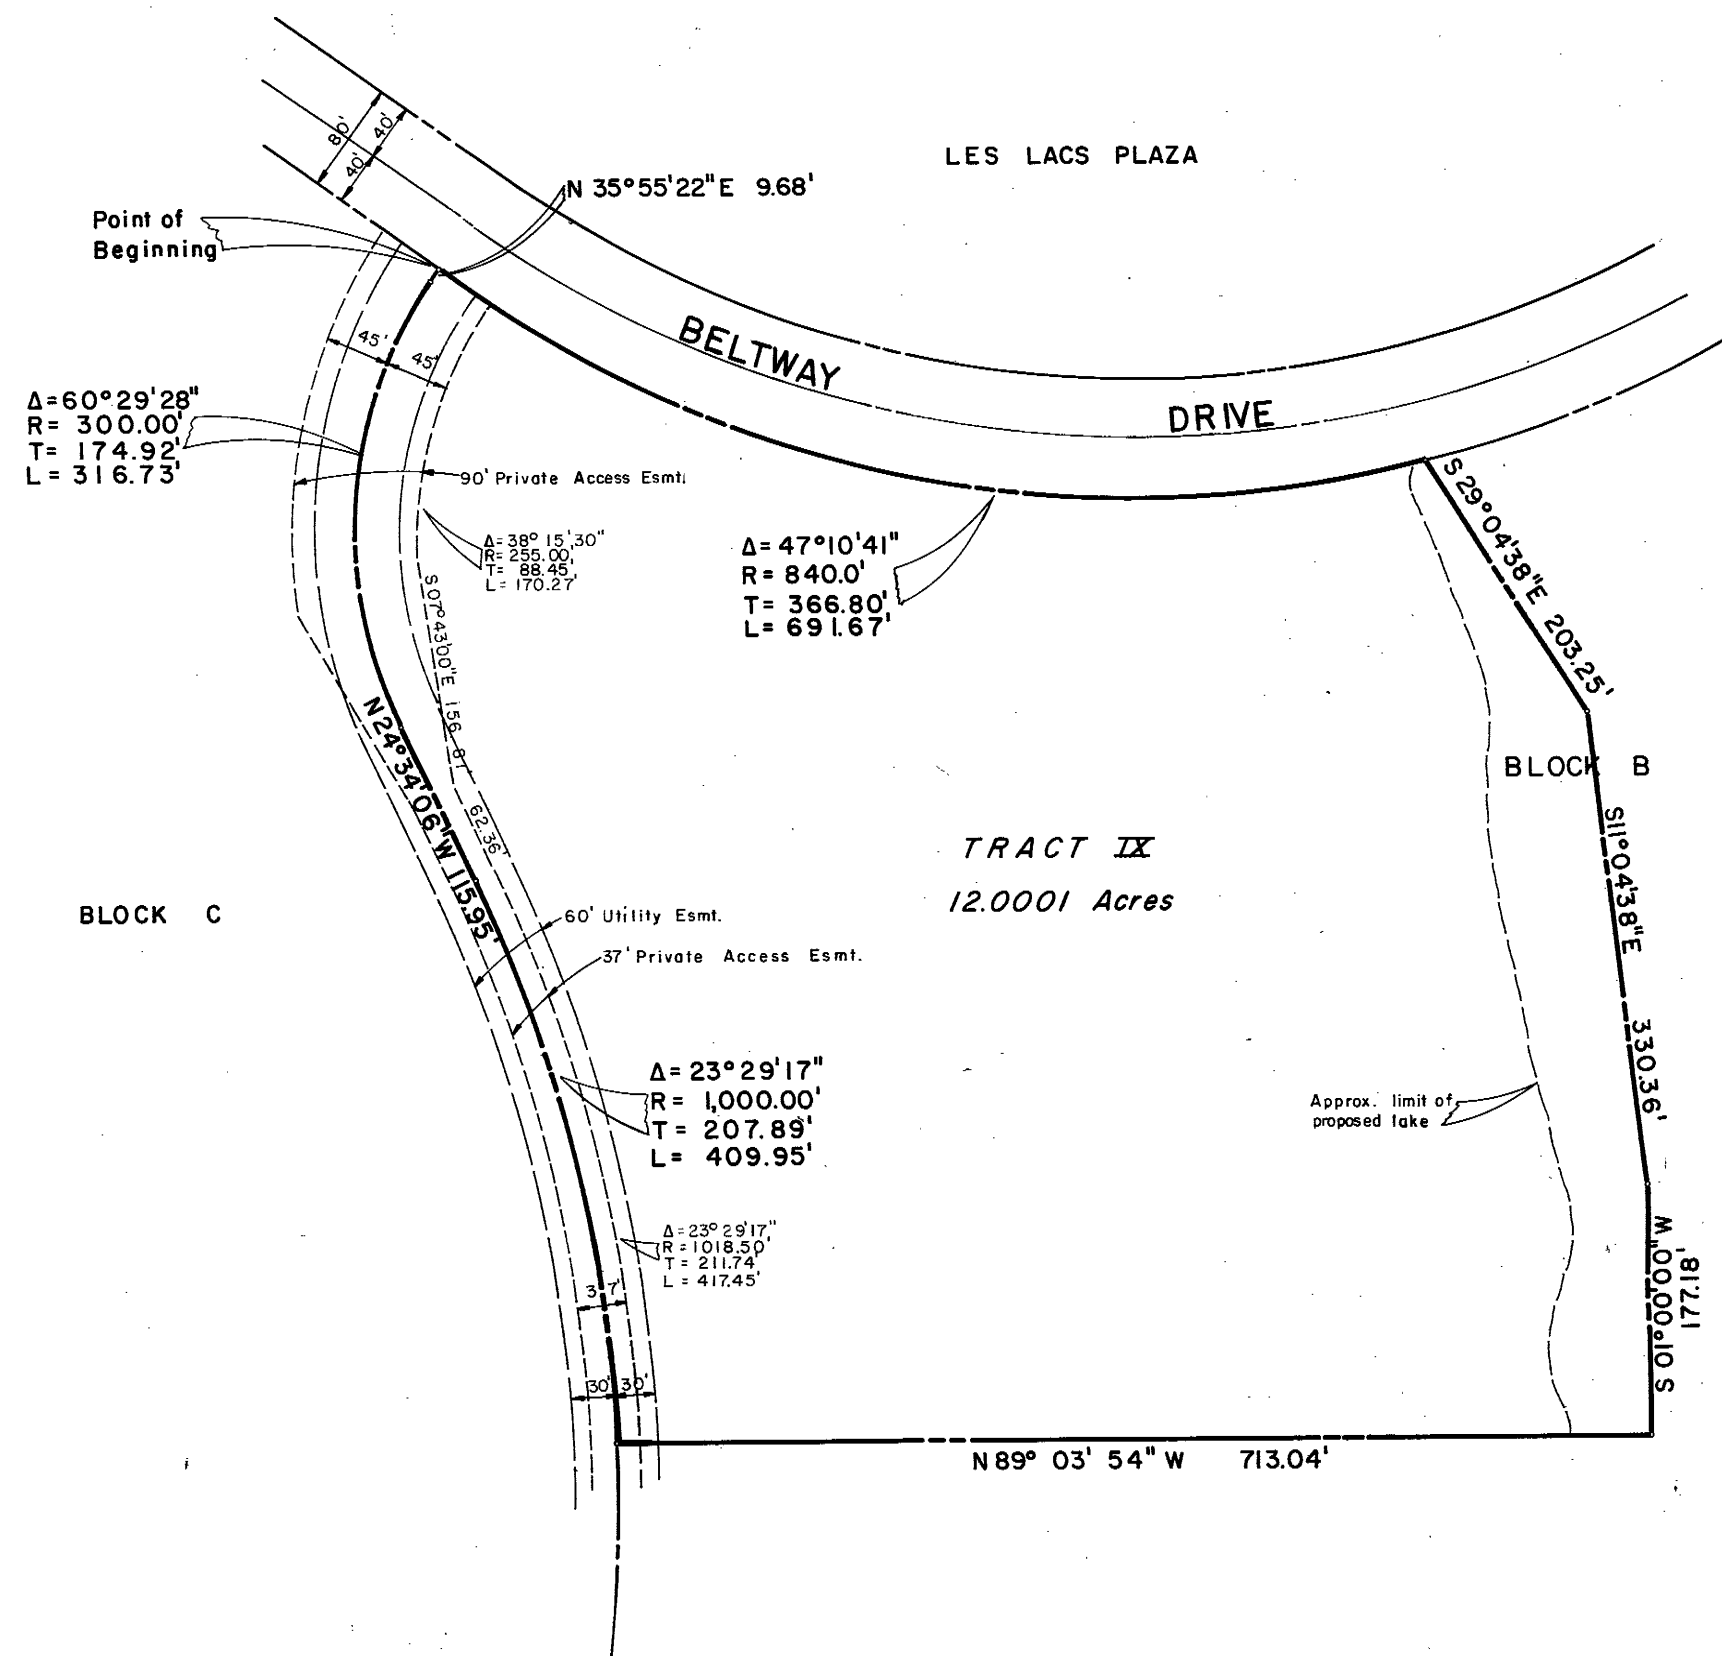 80'
40'
40'
LES LACS PLAZA
N 35°55'22"E 9.68'
Point of
Beginning
BELTWAY
DRIVE
45'
45'
Δ=60°29'28"
R= 300.00'
T= 174.92'
L= 316.73'
90' Private Access Esmt.
Δ=38° 15'30"
R= 255.00'
T= 88.45'
L= 170.27'
Δ= 47°10'41"
R= 840.0'
T= 366.80'
L= 691.67'
S 29°04'38"E 203.25'
S 07°43'00"E 156.87'
N24°34'06"W 115.95'
62.36'
BLOCK B
S11°04'38"E 330.36'
TRACT IX
12.0001 Acres
BLOCK C
60' Utility Esmt.
37' Private Access Esmt.
Δ= 23°29'17"
R= 1,000.00'
T= 207.89'
L= 409.95'
Approx. limit of
proposed lake
Δ=23°29'17"
R=1018.50'
T = 211.74'
L = 417.45'
37'
S 01°00'00" W
177.18'
30'
30'
N 89° 03' 54" W 713.04'